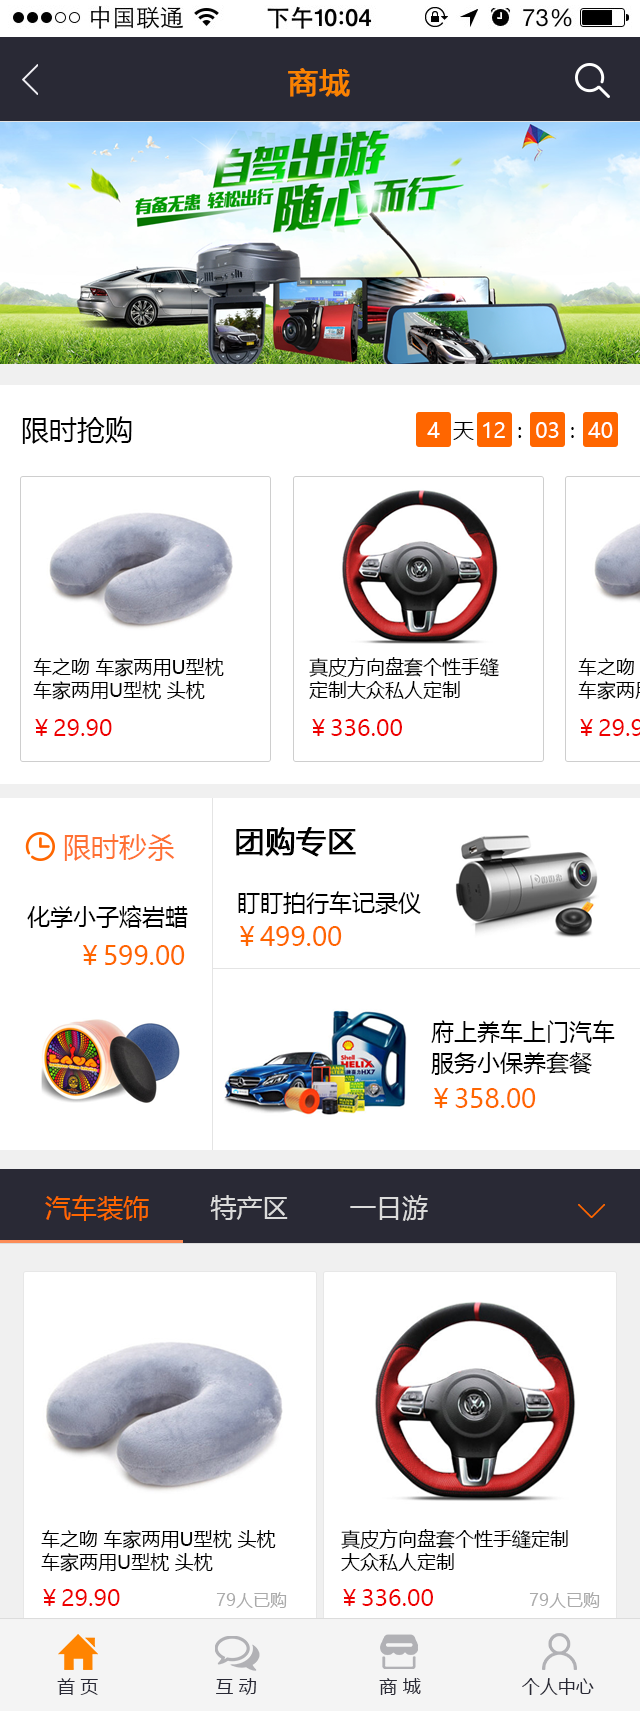 中国联通 下午10:04 73%
商城
自驾出游
有备无患 轻松出行
随心而行
限时抢购 4 天 12 : 03 : 40
车之吻 车家两用U型枕
车家两用U型枕 头枕
¥ 29.90
真皮方向盘套个性手缝
定制大众私人定制
¥ 336.00
车之吻
车家两用
¥ 29.9
限时秒杀
化学小子熔岩蜡
¥ 599.00
团购专区
盯盯拍行车记录仪
¥ 499.00
Shell
HELIX
HX7
府上养车上门汽车
服务小保养套餐
¥ 358.00
汽车装饰 特产区 一日游
车之吻 车家两用U型枕 头枕
车家两用U型枕 头枕
¥ 29.90 79人已购
真皮方向盘套个性手缝定制
大众私人定制
¥ 336.00 79人已购
首 页 互 动 商 城 个人中心